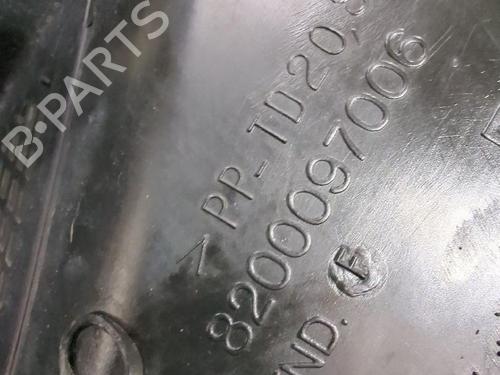 B-PARTS
> PP-TD20,
8200097006
IND. F